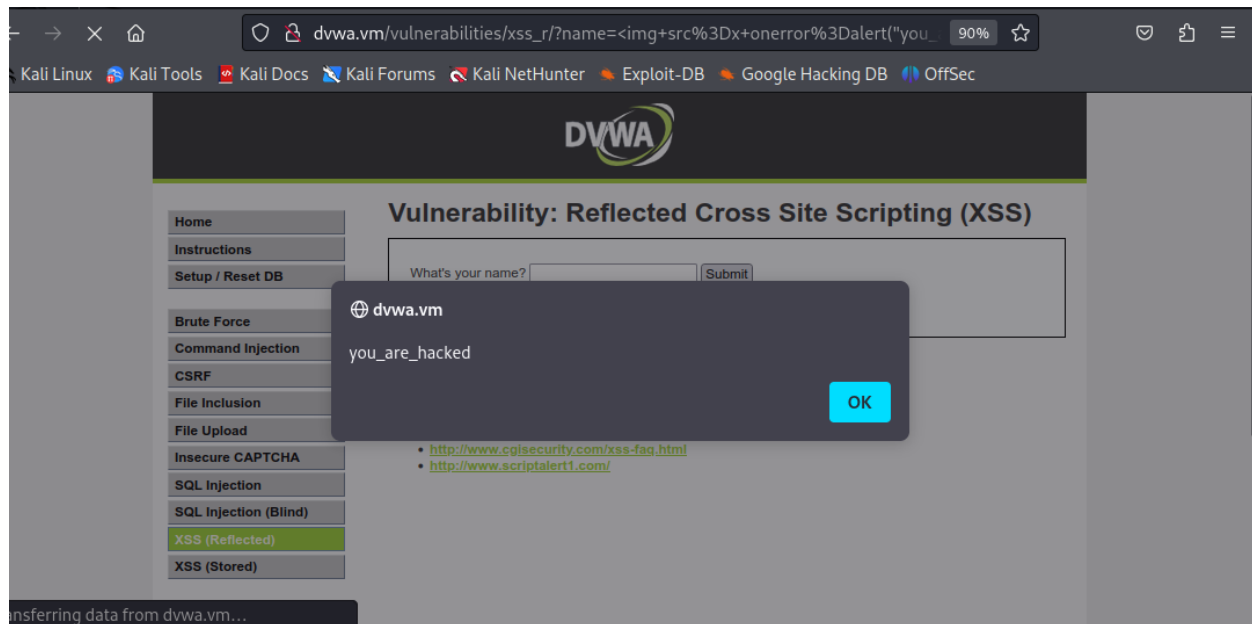 dvwa.vm/vulnerabilities/xss_r/?name=<img+src%3Dx+onerror%3Dalert("you_ 90%
Kali Linux Kali Tools Kali Docs Kali Forums Kali NetHunter Exploit-DB Google Hacking DB OffSec
DVWA
Vulnerability: Reflected Cross Site Scripting (XSS)
Home
Instructions
Setup / Reset DB
What's your name? Submit
dvwa.vm
you_are_hacked
OK
Brute Force
Command Injection
CSRF
File Inclusion
File Upload
Insecure CAPTCHA
SQL Injection
SQL Injection (Blind)
XSS (Reflected)
XSS (Stored)
http://www.cgisecurity.com/xss-faq.html
http://www.scriptalert1.com/
ansferring data from dvwa.vm…